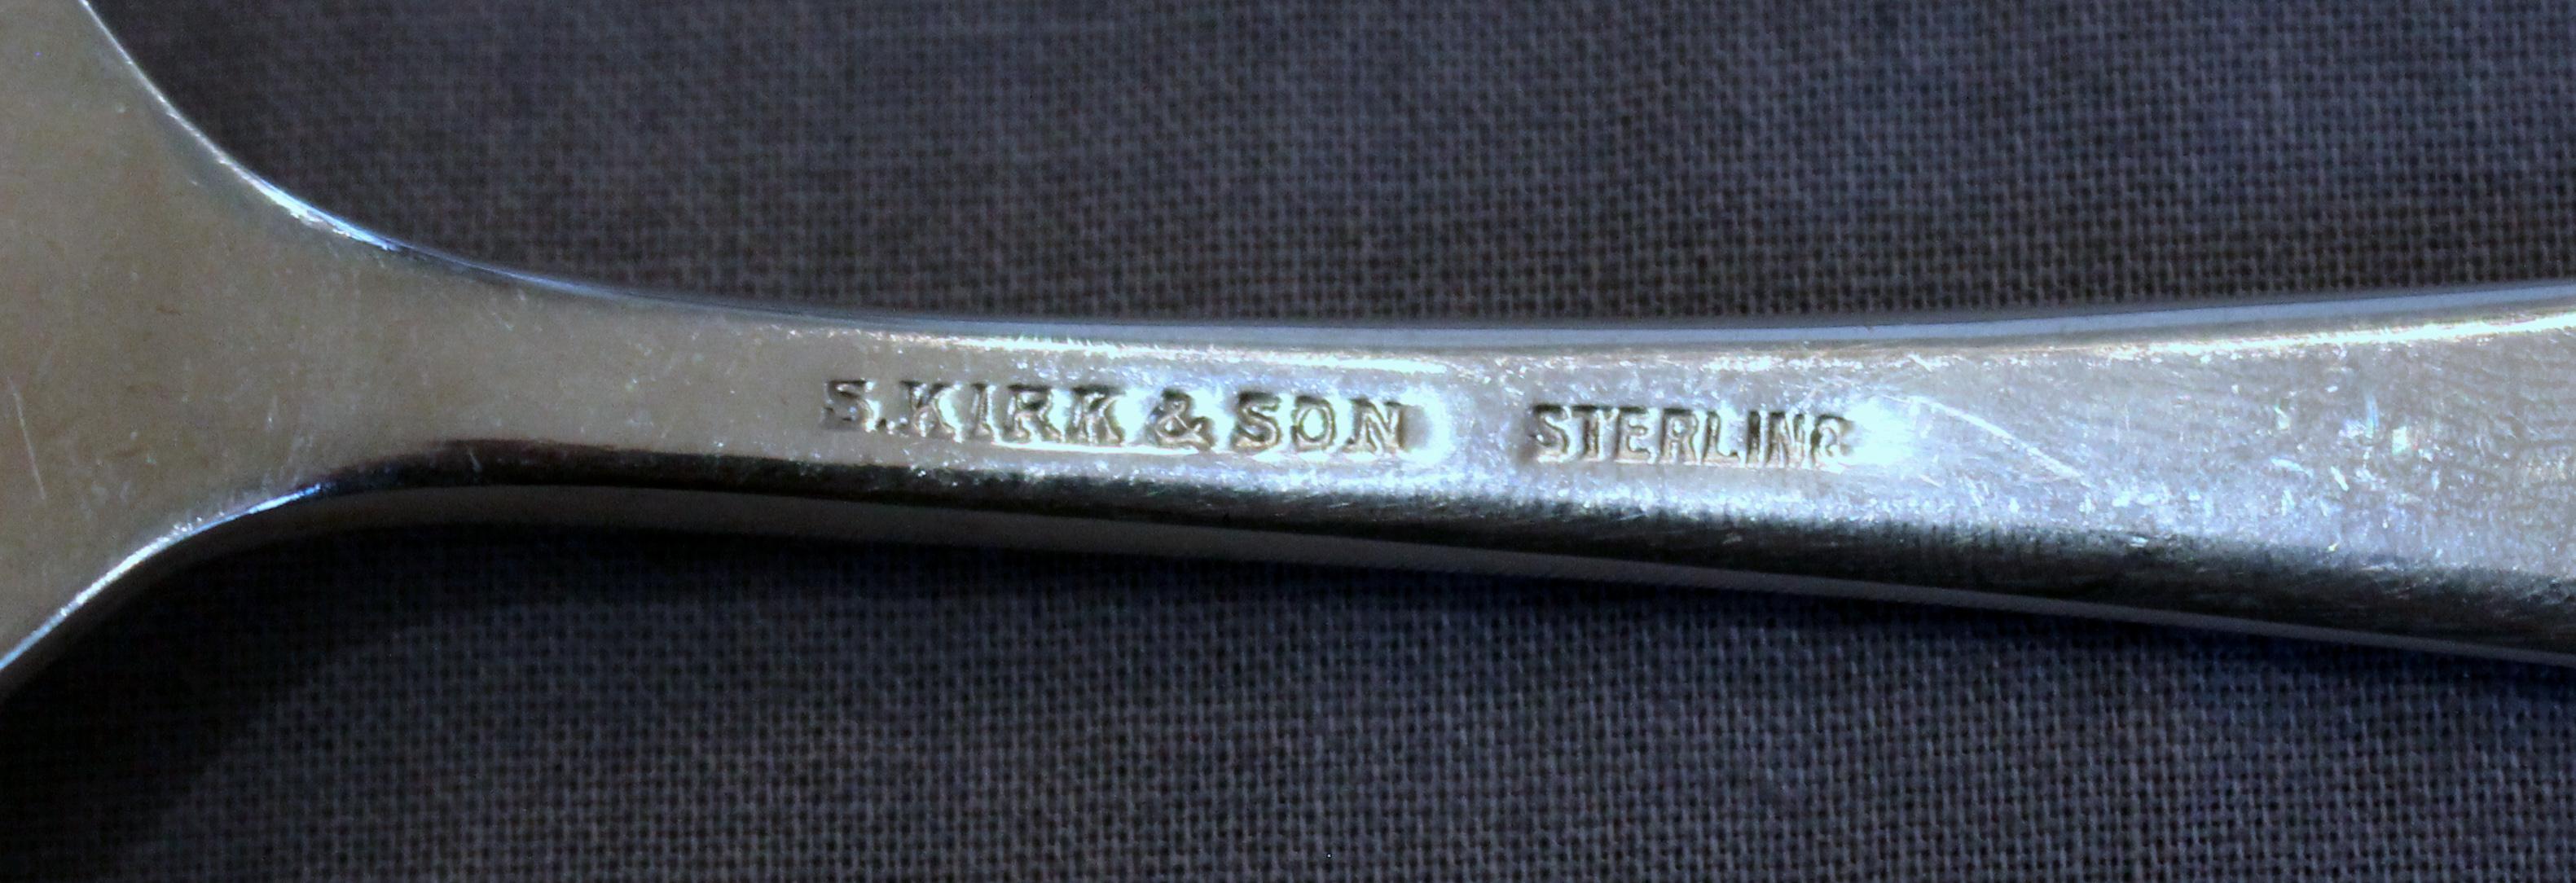 S. KIRK & SON STERLING